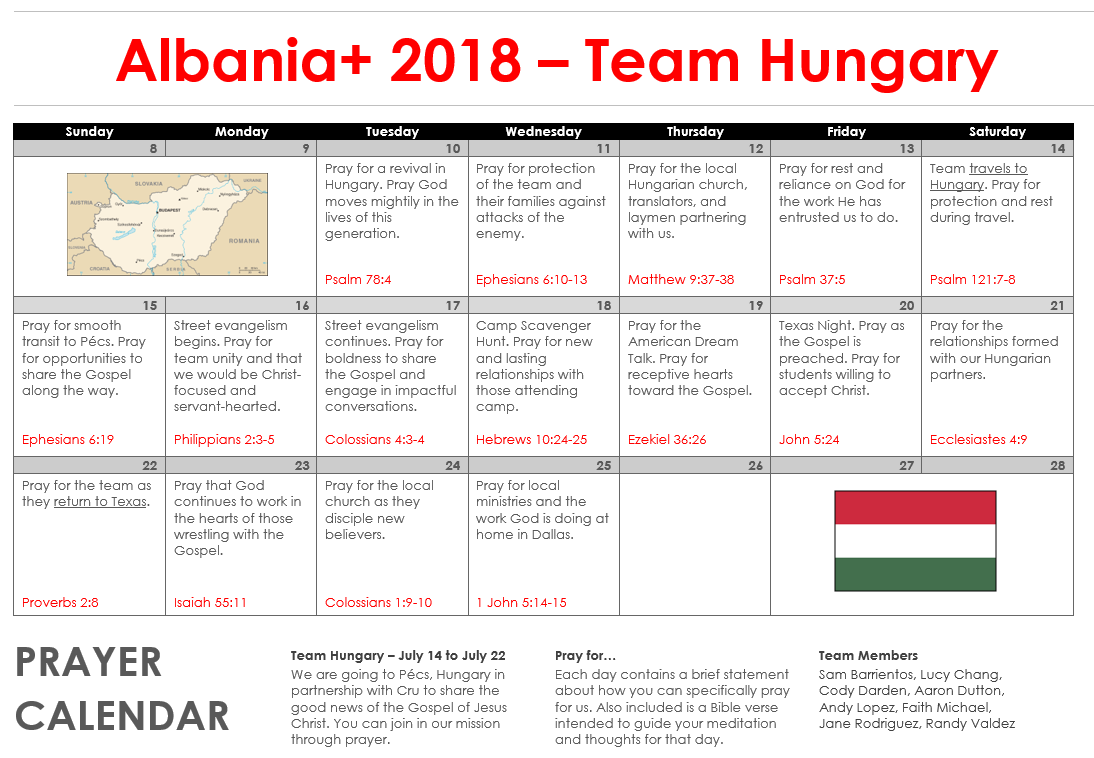 Albania+ 2018 – Team Hungary
Sunday Monday Tuesday Wednesday Thursday Friday Saturday
8 9 10 11 12 13 14
SLOVAKIA
UKRAINE
AUSTRIA
BUDAPEST
ROMANIA
CROATIA
SERBIA
Pray for a revival in
Hungary. Pray God
moves mightily in the
lives of this
generation.
Psalm 78:4
Pray for protection
of the team and
their families against
attacks of the
enemy.
Ephesians 6:10-13
Pray for the local
Hungarian church,
translators, and
laymen partnering
with us.
Matthew 9:37-38
Pray for rest and
reliance on God for
the work He has
entrusted us to do.
Psalm 37:5
Team travels to
Hungary. Pray for
protection and rest
during travel.
Psalm 121:7-8
15 16 17 18 19 20 21
Pray for smooth
transit to Pécs. Pray
for opportunities to
share the Gospel
along the way.
Ephesians 6:19
Street evangelism
begins. Pray for
team unity and that
we would be Christ-
focused and
servant-hearted.
Philippians 2:3-5
Street evangelism
continues. Pray for
boldness to share
the Gospel and
engage in impactful
conversations.
Colossians 4:3-4
Camp Scavenger
Hunt. Pray for new
and lasting
relationships with
those attending
camp.
Hebrews 10:24-25
Pray for the
American Dream
Talk. Pray for
receptive hearts
toward the Gospel.
Ezekiel 36:26
Texas Night. Pray as
the Gospel is
preached. Pray for
students willing to
accept Christ.
John 5:24
Pray for the
relationships formed
with our Hungarian
partners.
Ecclesiastes 4:9
22 23 24 25 26 27 28
Pray for the team as
they return to Texas.
Proverbs 2:8
Pray that God
continues to work in
the hearts of those
wrestling with the
Gospel.
Isaiah 55:11
Pray for the local
church as they
disciple new
believers.
Colossians 1:9-10
Pray for local
ministries and the
work God is doing at
home in Dallas.
1 John 5:14-15
PRAYER
CALENDAR
Team Hungary – July 14 to July 22
We are going to Pécs, Hungary in
partnership with Cru to share the
good news of the Gospel of Jesus
Christ. You can join in our mission
through prayer.
Pray for…
Each day contains a brief statement
about how you can specifically pray
for us. Also included is a Bible verse
intended to guide your meditation
and thoughts for that day.
Team Members
Sam Barrientos, Lucy Chang,
Cody Darden, Aaron Dutton,
Andy Lopez, Faith Michael,
Jane Rodriguez, Randy Valdez